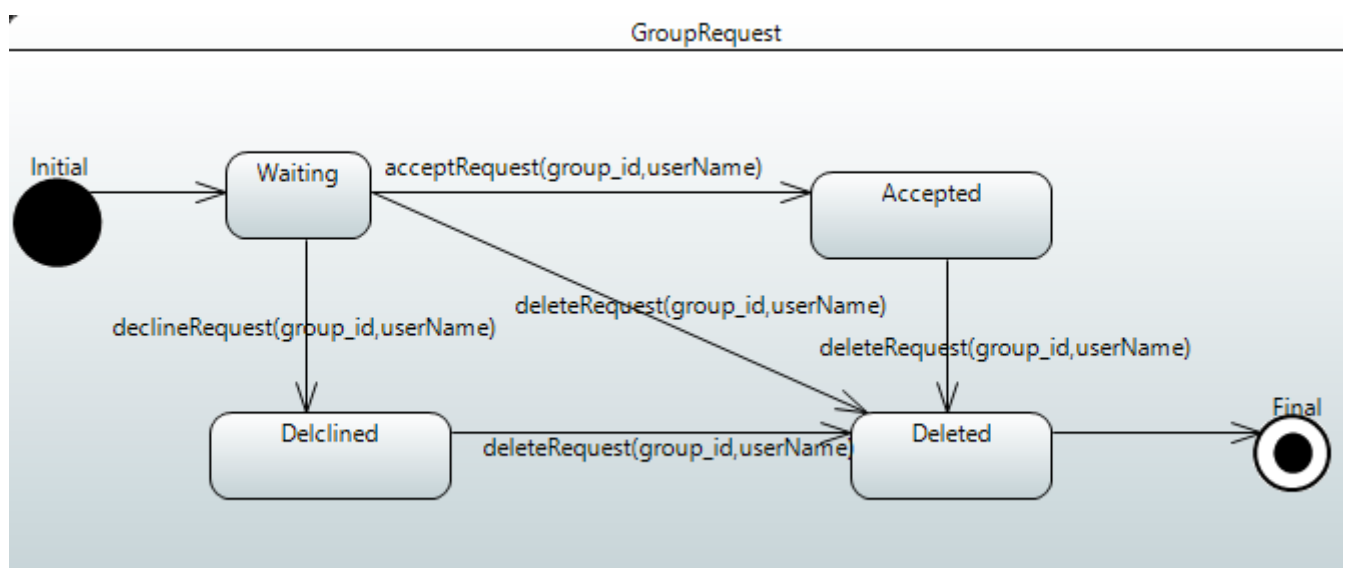 GroupRequest
Initial
Waiting
acceptRequest(group_id,userName)
Accepted
deleteRequest(group_id,userName)
declineRequest(group_id,userName)
deleteRequest(group_id,userName)
Delclined
deleteRequest(group_id,userName)
Deleted
Final